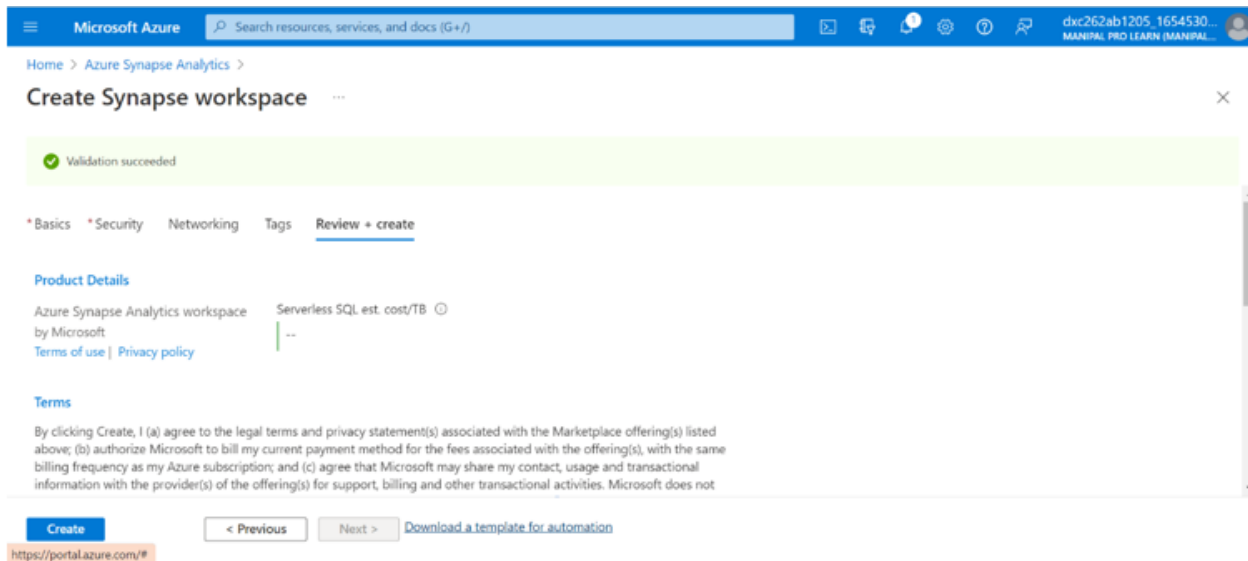 Microsoft Azure
Search resources, services, and docs (G+/)
1
dxc262ab1205_1654530...
MANIPAL PRO LEARN (MANIPAL...
Home > Azure Synapse Analytics >
Create Synapse workspace ...
Validation succeeded
* Basics * Security Networking Tags Review + create
Product Details
Azure Synapse Analytics workspace
by Microsoft
Terms of use | Privacy policy
Serverless SQL est. cost/TB
--
Terms
By clicking Create, I (a) agree to the legal terms and privacy statement(s) associated with the Marketplace offering(s) listed
above; (b) authorize Microsoft to bill my current payment method for the fees associated with the offering(s), with the same
billing frequency as my Azure subscription; and (c) agree that Microsoft may share my contact, usage and transactional
information with the provider(s) of the offering(s) for support, billing and other transactional activities. Microsoft does not
Create
< Previous
Next >
Download a template for automation
https://portal.azure.com/#